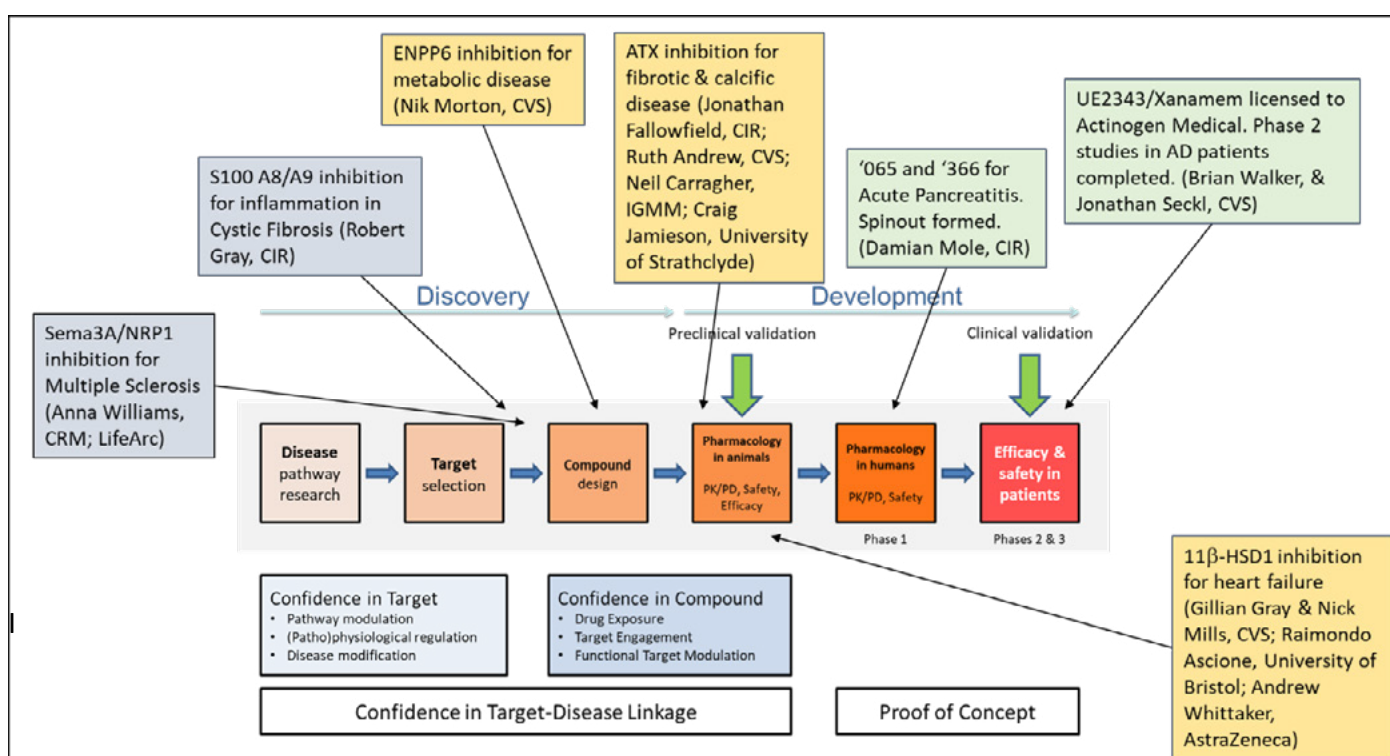 ENPP6 inhibition for
metabolic disease
(Nik Morton, CVS)
ATX inhibition for
fibrotic & calcific
disease (Jonathan
Fallowfield, CIR;
Ruth Andrew, CVS;
Neil Carragher,
IGMM; Craig
Jamieson, University
of Strathclyde)
UE2343/Xanamem licensed to
Actinogen Medical. Phase 2
studies in AD patients
completed. (Brian Walker, &
Jonathan Seckl, CVS)
S100 A8/A9 inhibition
for inflammation in
Cystic Fibrosis (Robert
Gray, CIR)
‘065 and ‘366 for
Acute Pancreatitis.
Spinout formed.
(Damian Mole, CIR)
Discovery
Development
Sema3A/NRP1
inhibition for
Multiple Sclerosis
(Anna Williams,
CRM; LifeArc)
Preclinical validation
Clinical validation
Disease
pathway
research
Target
selection
Compound
design
Pharmacology
in animals
PK/PD, Safety,
Efficacy
Pharmacology
in humans
PK/PD, Safety
Efficacy &
safety in
patients
Phase 1
Phases 2 & 3
11β-HSD1 inhibition
for heart failure
(Gillian Gray & Nick
Mills, CVS; Raimondo
Ascione, University of
Bristol; Andrew
Whittaker,
AstraZeneca)
Confidence in Target
• Pathway modulation
• (Patho)physiological regulation
• Disease modification
Confidence in Compound
• Drug Exposure
• Target Engagement
• Functional Target Modulation
Confidence in Target-Disease Linkage
Proof of Concept